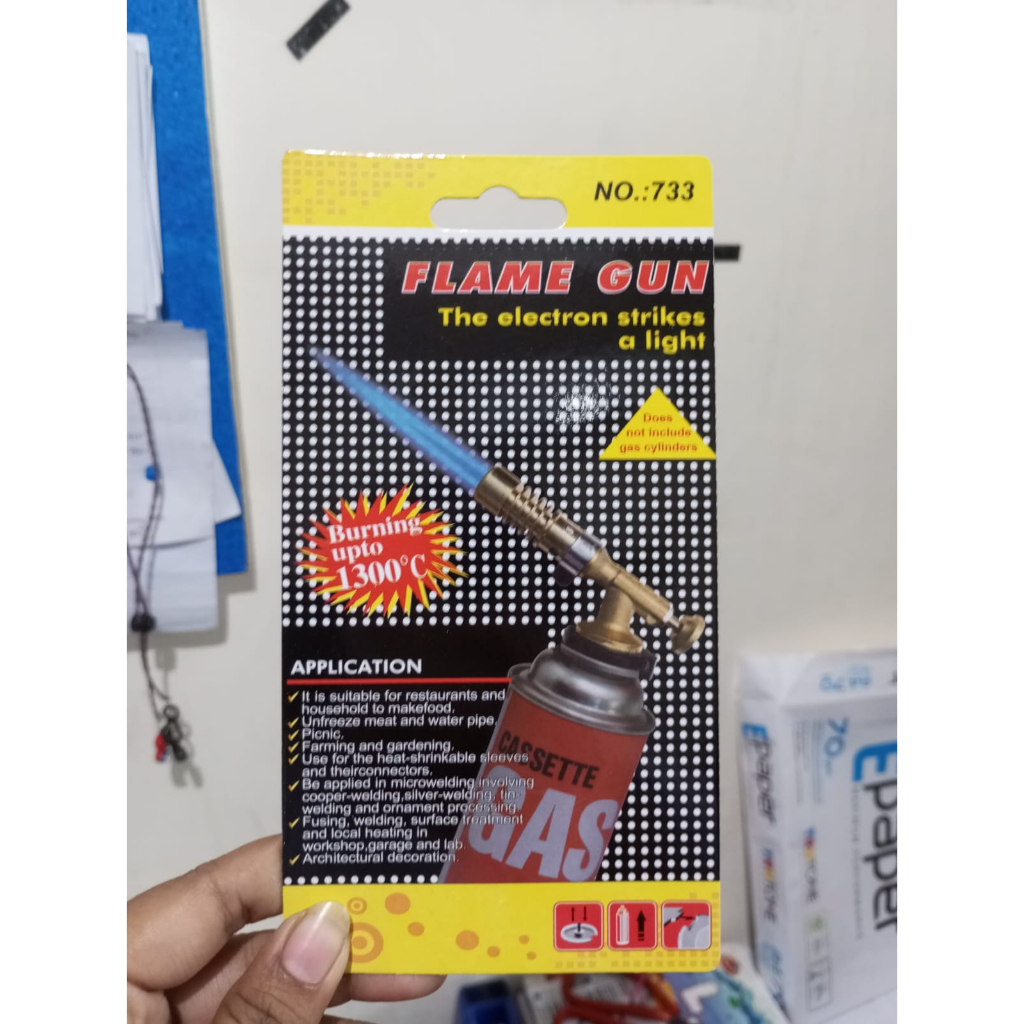 NO.:733
FLAME GUN
The electron strikes
a light
Does
not include
gas cylinders
Burning
upto
1300°C
APPLICATION
It is suitable for restaurants and
household to makefood.
Unfreeze meat and water pipe.
Picnic.
Farming and gardening.
Use for the heat-shrinkable sleeves
and theirconnectors.
Be applied in microwelding involving
cooper-welding,silver-welding, tin-
welding and ornament processing.
Fusing, welding, surface treatment
and local heating in
workshop,garage and lab.
Architectural decoration.
CASSETTE
GAS
70
Epaper
Epaper